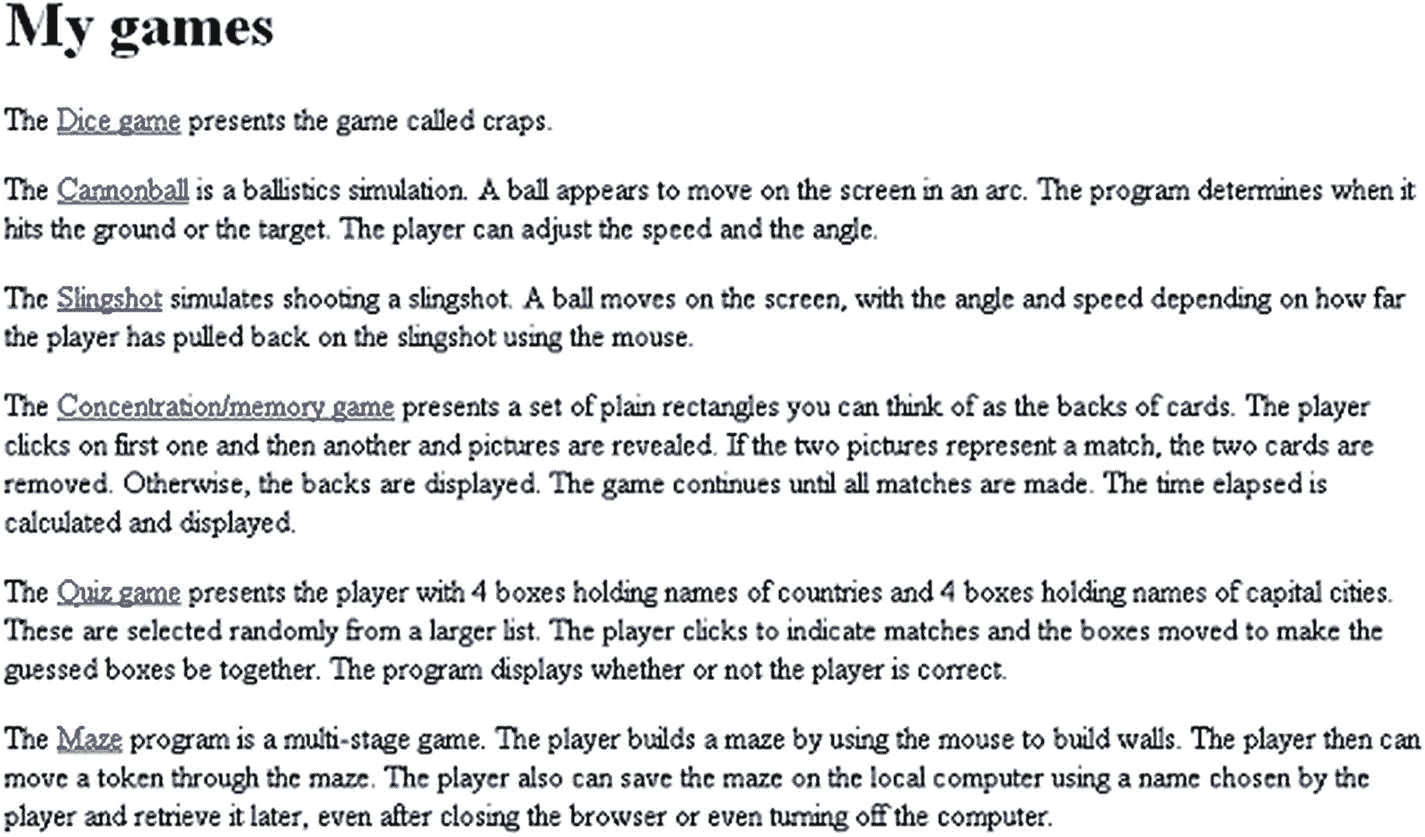 My games
The Dice game presents the game called craps.
The Cannonball is a ballistics simulation. A ball appears to move on the screen in an arc. The program determines when it
hits the ground or the target. The player can adjust the speed and the angle.
The Slingshot simulates shooting a slingshot. A ball moves on the screen, with the angle and speed depending on how far
the player has pulled back on the slingshot using the mouse.
The Concentration/memory game presents a set of plain rectangles you can think of as the backs of cards. The player
clicks on first one and then another and pictures are revealed. If the two pictures represent a match, the two cards are
removed. Otherwise, the backs are displayed. The game continues until all matches are made. The time elapsed is
calculated and displayed.
The Quiz game presents the player with 4 boxes holding names of countries and 4 boxes holding names of capital cities.
These are selected randomly from a larger list. The player clicks to indicate matches and the boxes moved to make the
guessed boxes be together. The program displays whether or not the player is correct.
The Maze program is a multi-stage game. The player builds a maze by using the mouse to build walls. The player then can
move a token through the maze. The player also can save the maze on the local computer using a name chosen by the
player and retrieve it later, even after closing the browser or even turning off the computer.